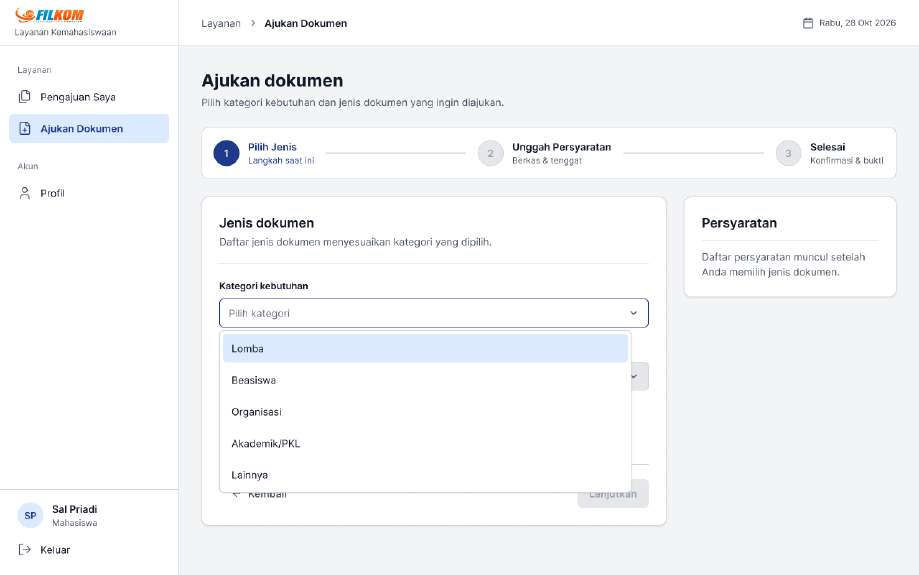 FILKOM
Layanan Kemahasiswaan
Layanan
Pengajuan Saya
Ajukan Dokumen
Akun
Profil
SP
Sal Priadi
Mahasiswa
Keluar
Layanan > Ajukan Dokumen
Rabu, 28 Okt 2026
Ajukan dokumen
Pilih kategori kebutuhan dan jenis dokumen yang ingin diajukan.
1
Pilih Jenis
Langkah saat ini
2
Unggah Persyaratan
Berkas & tenggat
3
Selesai
Konfirmasi & bukti
Jenis dokumen
Daftar jenis dokumen menyesuaikan kategori yang dipilih.
Kategori kebutuhan
Pilih kategori
Lomba
Beasiswa
Organisasi
Akademik/PKL
Lainnya
Kembali
Lanjutkan
Persyaratan
Daftar persyaratan muncul setelah
Anda memilih jenis dokumen.